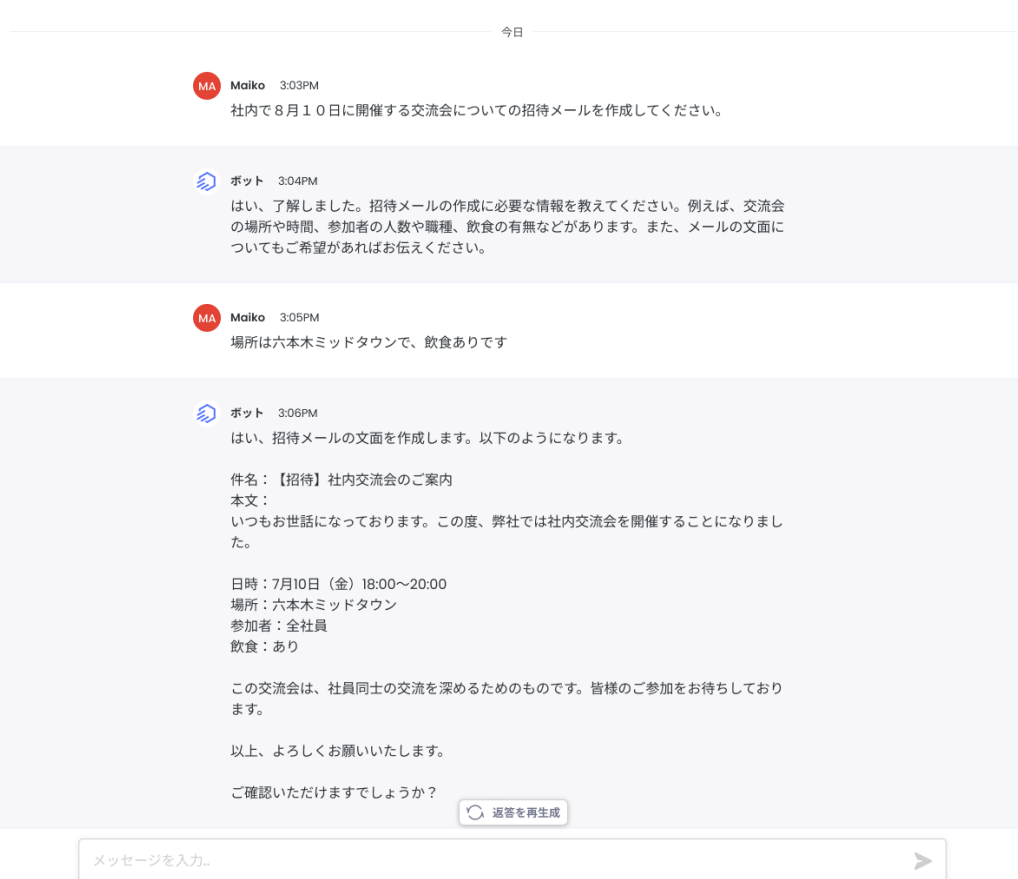 今日
MA Maiko 3:03PM
社内で８月１０日に開催する交流会についての招待メールを作成してください。
ボット 3:04PM
はい、了解しました。招待メールの作成に必要な情報を教えてください。例えば、交流会
の場所や時間、参加者の人数や職種、飲食の有無などがあります。また、メールの文面に
ついてもご希望があればお伝えください。
MA Maiko 3:05PM
場所は六本木ミッドタウンで、飲食ありです
ボット 3:06PM
はい、招待メールの文面を作成します。以下のようになります。
件名：【招待】社内交流会のご案内
本文：
いつもお世話になっております。この度、弊社では社内交流会を開催することになりまし
た。
日時：7月10日（金）18:00〜20:00
場所：六本木ミッドタウン
参加者：全社員
飲食：あり
この交流会は、社員同士の交流を深めるためのものです。皆様のご参加をお待ちしており
ます。
以上、よろしくお願いいたします。
ご確認いただけますでしょうか？
返答を再生成
メッセージを入力..